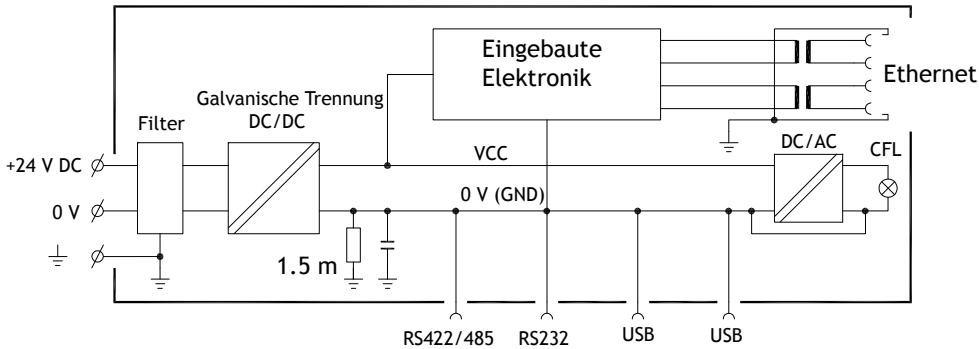 Eingebaute
Elektronik
Ethernet
Galvanische Trennung
DC/DC
Filter
DC/AC
CFL
+24 V DC
VCC
0 V
0 V (GND)
1.5 m
RS422/485
RS232
USB
USB